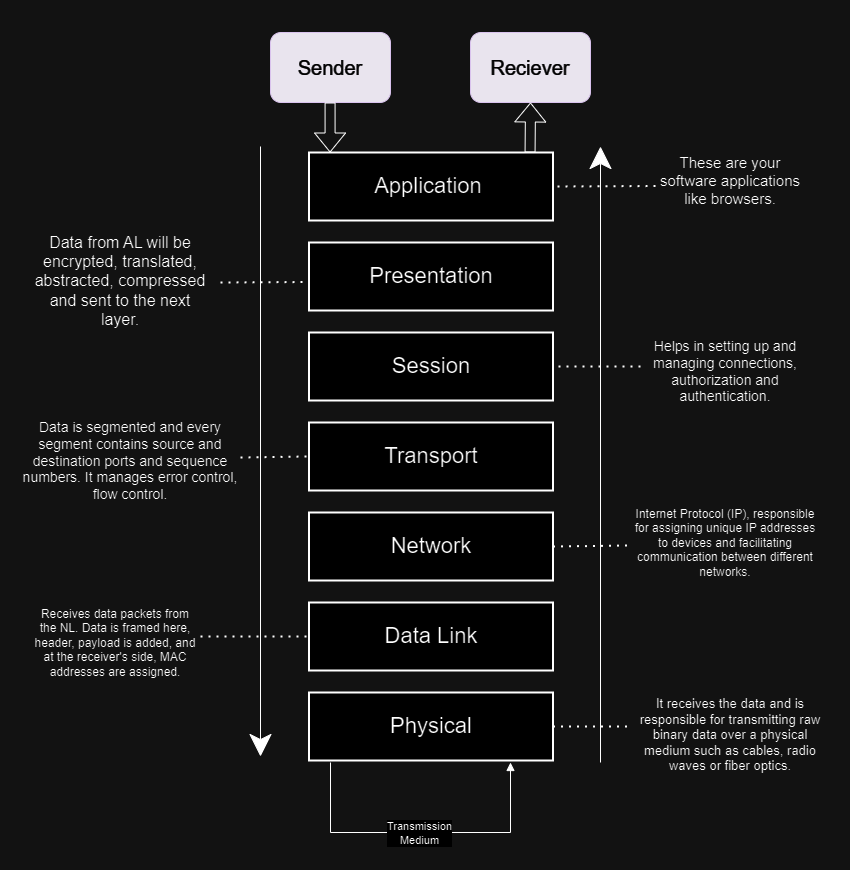 Sender
Reciever
Application
These are your
software applications
like browsers.
Data from AL will be
encrypted, translated,
abstracted, compressed
and sent to the next
layer.
Presentation
Session
Helps in setting up and
managing connections,
authorization and
authentication.
Data is segmented and every
segment contains source and
destination ports and sequence
numbers. It manages error control,
flow control.
Transport
Network
Internet Protocol (IP), responsible
for assigning unique IP addresses
to devices and facilitating
communication between different
networks.
Receives data packets from
the NL. Data is framed here,
header, payload is added, and
at the receiver's side, MAC
addresses are assigned.
Data Link
Physical
It receives the data and is
responsible for transmitting raw
binary data over a physical
medium such as cables, radio
waves or fiber optics.
Transmission
Medium